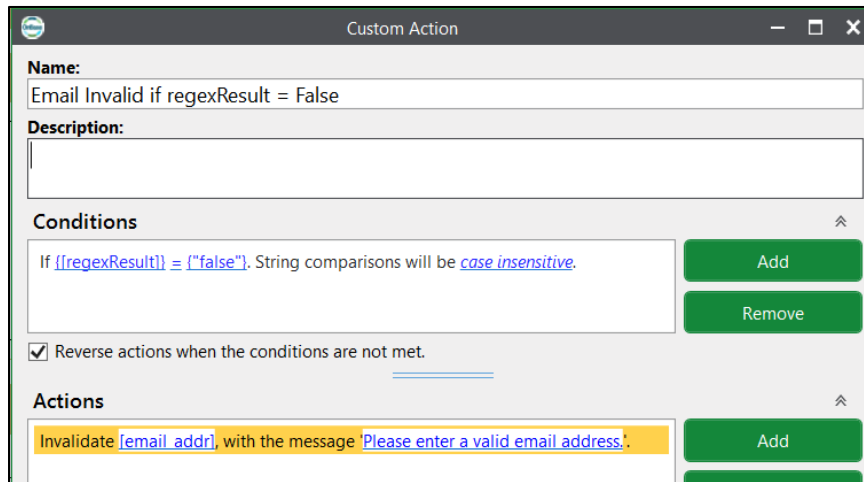 Custom Action
Name:
Email Invalid if regexResult = False
Description:
Conditions
If {[regexResult]} = {"false"}. String comparisons will be case insensitive.
Add
Remove
Reverse actions when the conditions are not met.
Actions
Invalidate [email_addr], with the message 'Please enter a valid email address.'.
Add